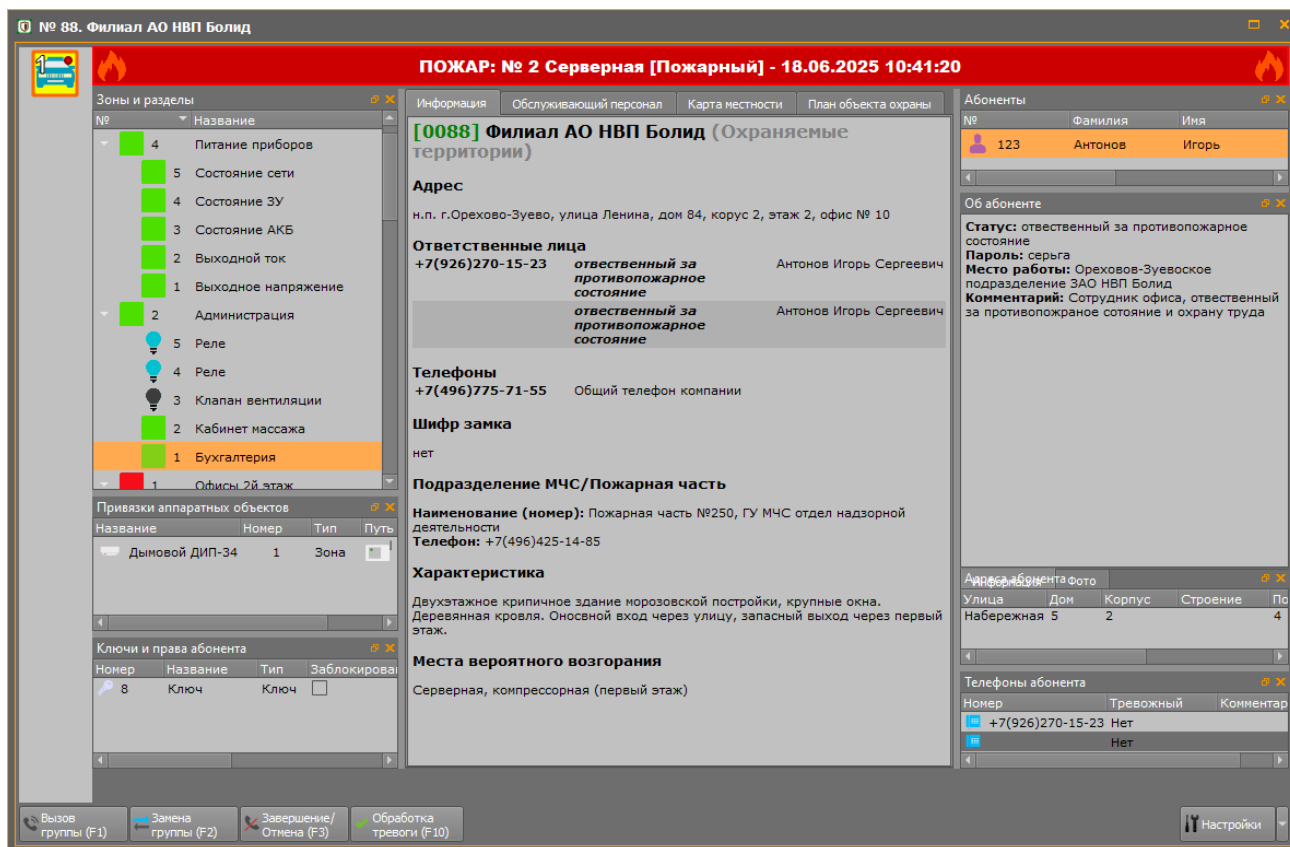 № 88. Филиал АО НВП Болид
1
ПОЖАР: № 2 Серверная [Пожарный] - 18.06.2025 10:41:20
Зоны и разделы
№ Название
4 Питание приборов
5 Состояние сети
4 Состояние ЗУ
3 Состояние АКБ
2 Выходной ток
1 Выходное напряжение
2 Администрация
5 Реле
4 Реле
3 Клапан вентиляции
2 Кабинет массажа
1 Бухгалтерия
1 Офисы 2й этаж
Привязки аппаратных объектов
Название Номер Тип Путь
Дымовой ДИП-34 1 Зона
Ключи и права абонента
Номер Название Тип Заблокирова
8 Ключ Ключ
Информация Обслуживающий персонал Карта местности План объекта охраны
[0088] Филиал АО НВП Болид (Охраняемые
территории)
Адрес
н.п. г.Орехово-Зуево, улица Ленина, дом 84, корус 2, этаж 2, офис № 10
Ответственные лица
+7(926)270-15-23 отвественный за Антонов Игорь Сергеевич
противопожарное
состояние
отвественный за Антонов Игорь Сергеевич
противопожарное
состояние
Телефоны
+7(496)775-71-55 Общий телефон компании
Шифр замка
нет
Подразделение МЧС/Пожарная часть
Наименование (номер): Пожарная часть №250, ГУ МЧС отдел надзорной
деятельности
Телефон: +7(496)425-14-85
Характеристика
Двухэтажное крипичное здание морозовской постройки, крупные окна.
Деревянная кровля. Оносвной вход через улицу, запасный выход через первый
этаж.
Места вероятного возгорания
Серверная, компрессорная (первый этаж)
Абоненты
№ Фамилия Имя
123 Антонов Игорь
Об абоненте
Статус: отвественный за противопожарное
состояние
Пароль: серьга
Место работы: Ореховов-Зуевоское
подразделение ЗАО НВП Болид
Комментарий: Сотрудник офиса, отвественный
за противопожраное сотояние и охрану труда
Адреса абонента
Информация Фото
Улица Дом Корпус Строение По
Набережная 5 2 4
Телефоны абонента
Номер Тревожный Комментар
+7(926)270-15-23 Нет
Нет
Вызов
группы (F1)
Замена
группы (F2)
Завершение/
Отмена (F3)
Обработка
тревоги (F10)
Настройки